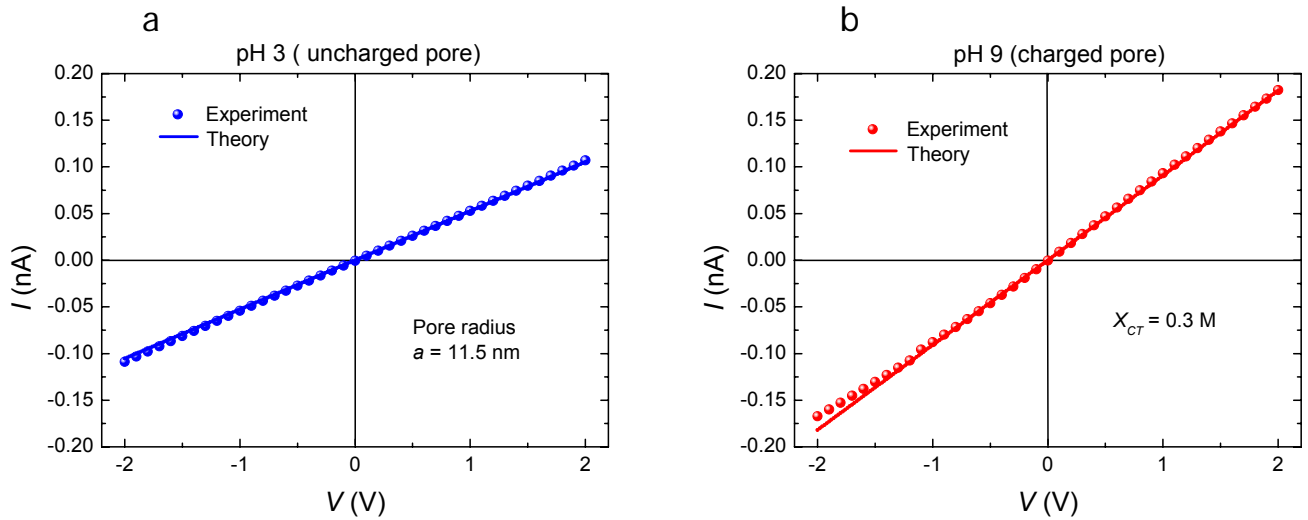 a
pH 3 ( uncharged pore)
0.20
0.15
0.10
0.05
0.00
-0.05
-0.10
-0.15
-0.20
I (nA)
Experiment
Theory
Pore radius
a = 11.5 nm
-2 -1 0 1 2
V (V)
b
pH 9 (charged pore)
0.20
0.15
0.10
0.05
0.00
-0.05
-0.10
-0.15
-0.20
I (nA)
Experiment
Theory
X_CT = 0.3 M
-2 -1 0 1 2
V (V)